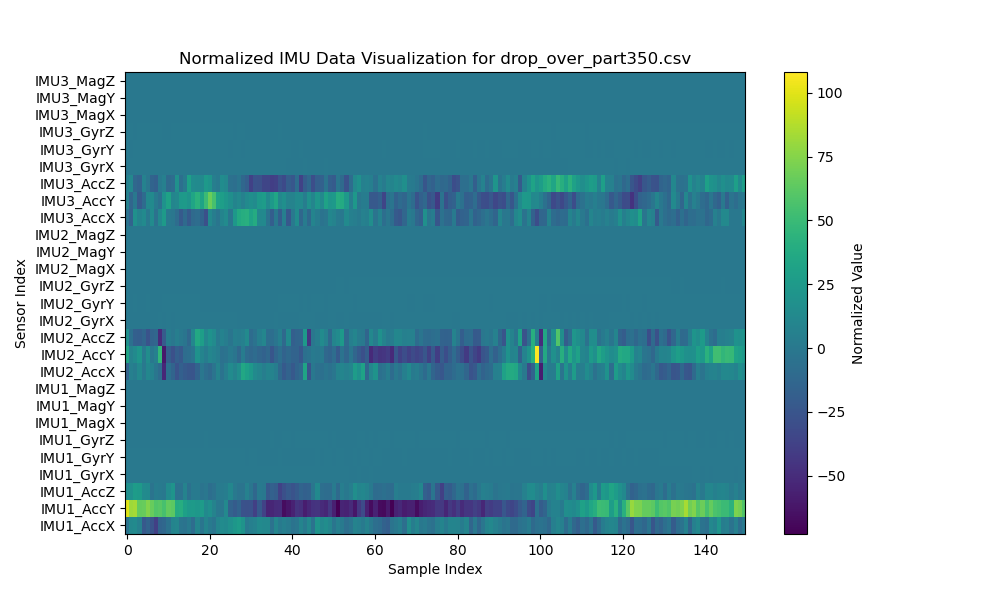 Normalized IMU Data Visualization for drop_over_part350.csv
IMU3_MagZ
IMU3_MagY
IMU3_MagX
IMU3_GyrZ
IMU3_GyrY
IMU3_GyrX
IMU3_AccZ
IMU3_AccY
IMU3_AccX
IMU2_MagZ
IMU2_MagY
IMU2_MagX
IMU2_GyrZ
IMU2_GyrY
IMU2_GyrX
IMU2_AccZ
IMU2_AccY
IMU2_AccX
IMU1_MagZ
IMU1_MagY
IMU1_MagX
IMU1_GyrZ
IMU1_GyrY
IMU1_GyrX
IMU1_AccZ
IMU1_AccY
IMU1_AccX
Sensor Index
0 20 40 60 80 100 120 140
Sample Index
100
75
50
25
0
−25
−50
Normalized Value